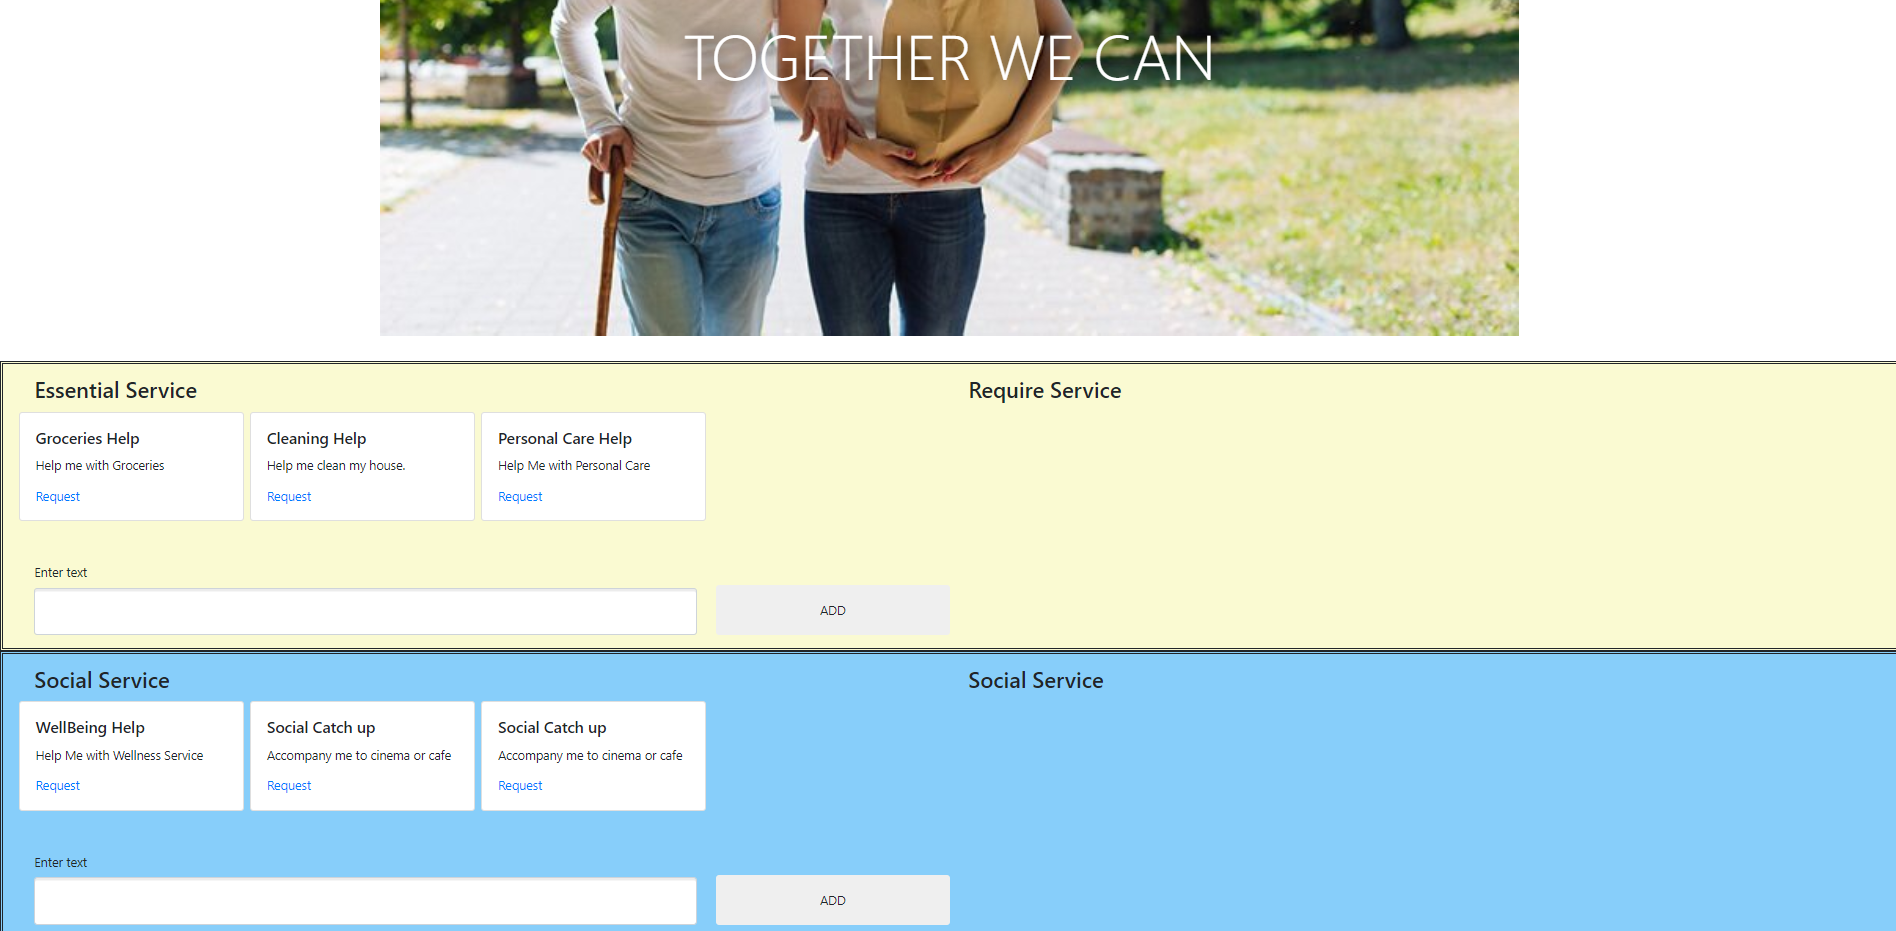 TOGETHER WE CAN
Essential Service
Require Service
Groceries Help
Help me with Groceries
Request
Cleaning Help
Help me clean my house.
Request
Personal Care Help
Help Me with Personal Care
Request
Enter text
ADD
Social Service
Social Service
WellBeing Help
Help Me with Wellness Service
Request
Social Catch up
Accompany me to cinema or cafe
Request
Social Catch up
Accompany me to cinema or cafe
Request
Enter text
ADD